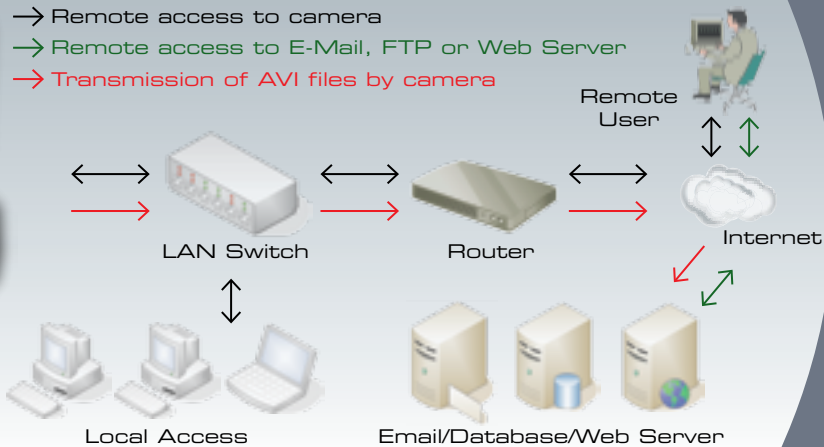 Remote access to camera
Remote access to E-Mail, FTP or Web Server
Transmission of AVI files by camera
Remote
User
LAN Switch
Router
Internet
Local Access
Email/Database/Web Server